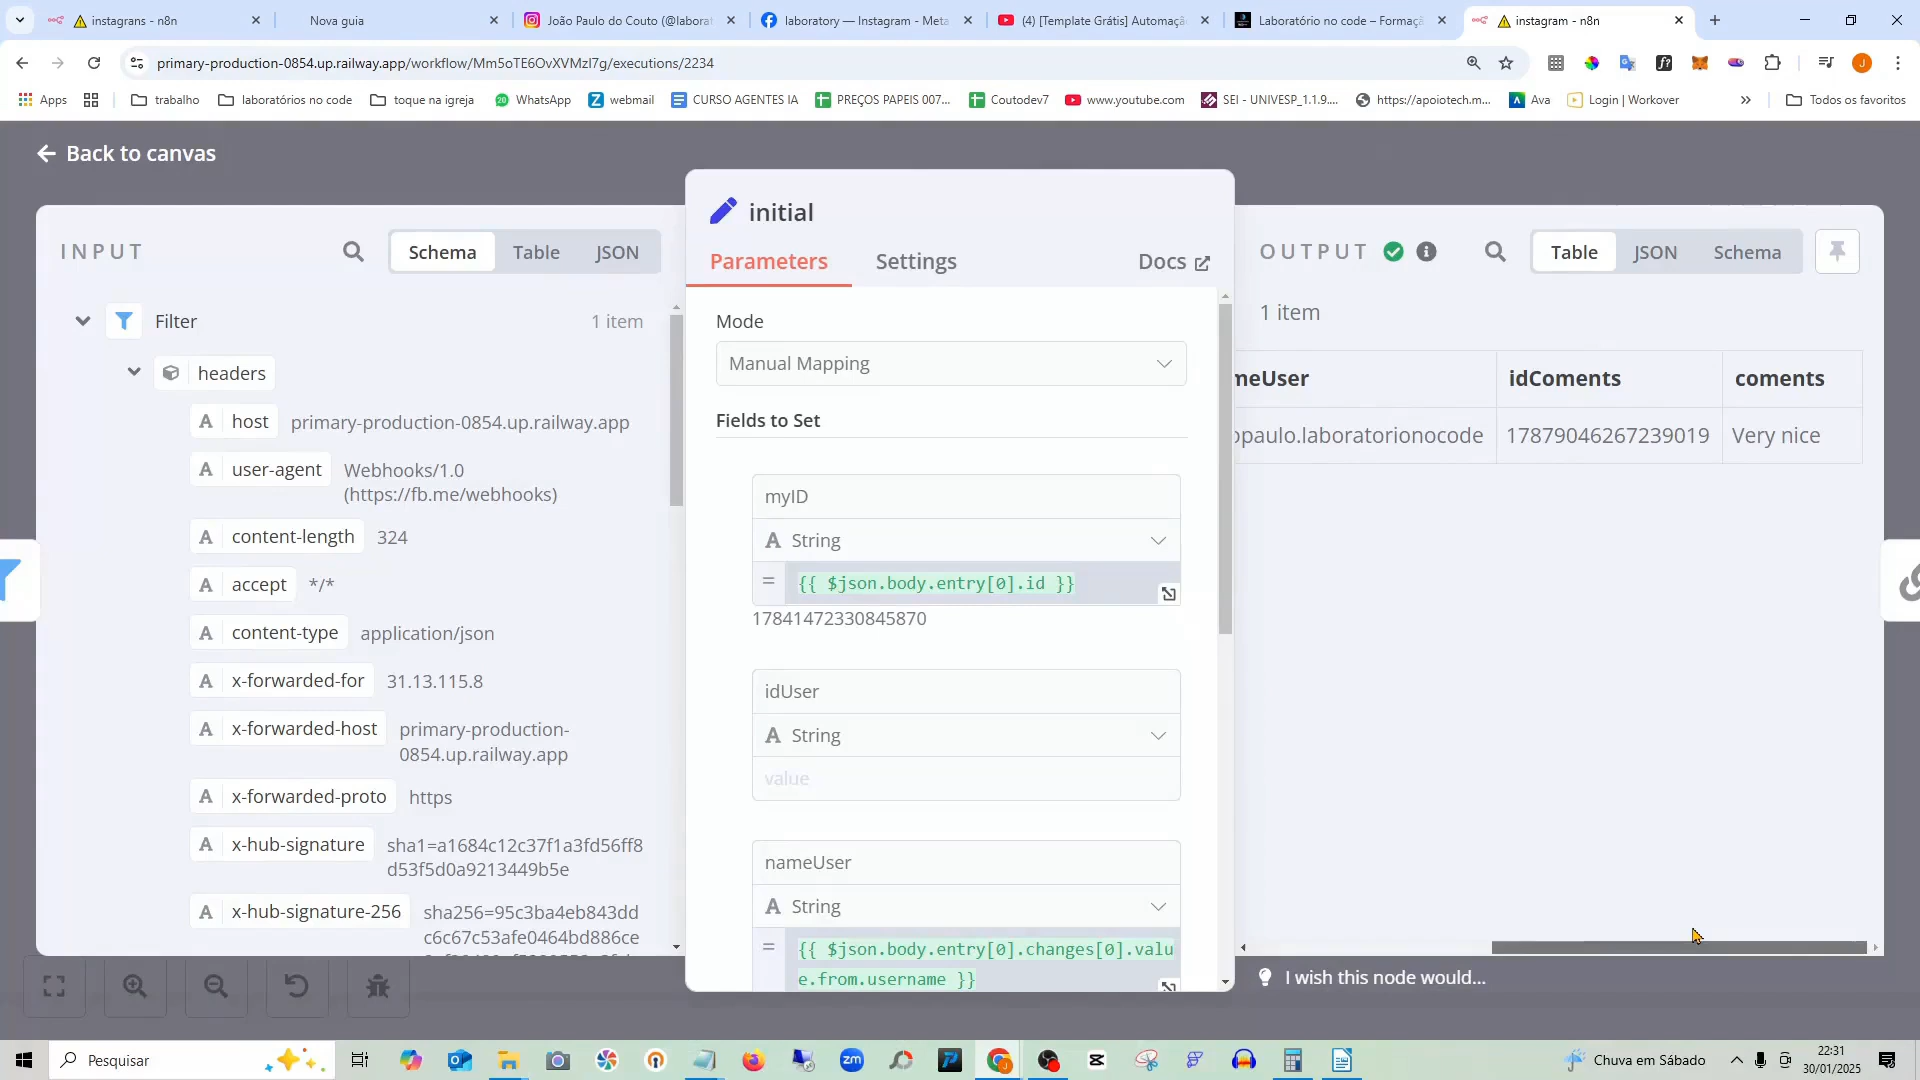 instagrans - n8n
Nova guia
João Paulo do Couto (@laborat
laboratory — Instagram - Meta
(4) [Template Grátis] Automaçã
Laboratório no code – Formaçã
instagram - n8n
primary-production-0854.up.railway.app/workflow/Mm5oTE6OvXVMzI7g/executions/2234
Apps
trabalho
laboratórios no code
toque na igreja
WhatsApp
webmail
CURSO AGENTES IA
PREÇOS PAPEIS 007...
Coutodev7
www.youtube.com
SEI - UNIVESP_1.1.9....
https://apoiotech.m...
Ava
Login | Workover
Todos os favoritos
Back to canvas
INPUT
Schema
Table
JSON
Filter
1 item
headers
A host primary-production-0854.up.railway.app
A user-agent Webhooks/1.0
(https://fb.me/webhooks)
A content-length 324
A accept */*
A content-type application/json
A x-forwarded-for 31.13.115.8
A x-forwarded-host primary-production-
0854.up.railway.app
A x-forwarded-proto https
A x-hub-signature sha1=a1684c12c37f1a3fd56ff8
d53f5d0a9213449b5e
A x-hub-signature-256 sha256=95c3ba4eb843dd
c6c67c53afe0464bd886ce
initial
Parameters
Settings
Docs
Mode
Manual Mapping
Fields to Set
myID
A String
= {{ $json.body.entry[0].id }}
17841472330845870
idUser
A String
value
nameUser
A String
= {{ $json.body.entry[0].changes[0].valu
e.from.username }}
OUTPUT
Table
JSON
Schema
1 item
meUser
idComents
coments
opaulo.laboratorionocode
17879046267239019
Very nice
I wish this node would...
Pesquisar
Chuva em Sábado
22:31
30/01/2025